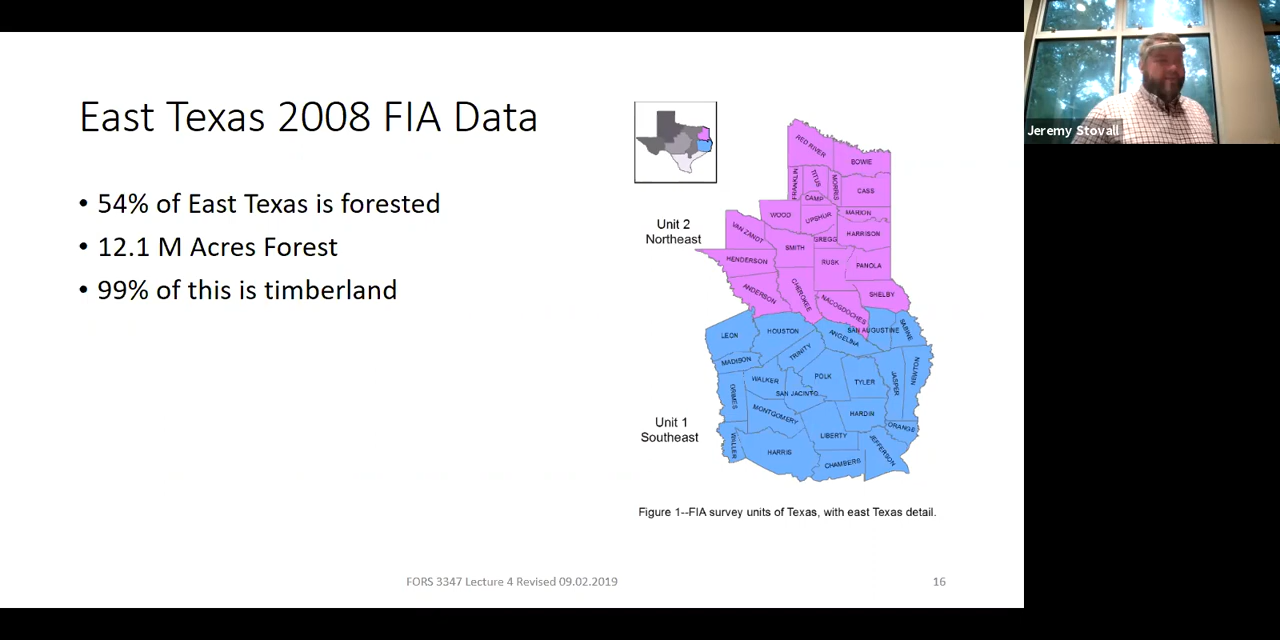 East Texas 2008 FIA Data
• 54% of East Texas is forested
• 12.1 M Acres Forest
• 99% of this is timberland
Unit 2
Northeast
RED RIVER
BOWIE
FRANKLIN
TITUS
MORRIS
CASS
CAMP
WOOD
UPSHUR
MARION
VAN ZANDT
SMITH
GREGG
HARRISON
HENDERSON
RUSK
PANOLA
ANDERSON
CHEROKEE
NACOGDOCHES
SHELBY
Unit 1
Southeast
LEON
HOUSTON
ANGELINA
SAN AUGUSTINE
SABINE
MADISON
TRINITY
WALKER
POLK
TYLER
JASPER
NEWTON
GRIMES
SAN JACINTO
MONTGOMERY
HARDIN
ORANGE
WALLER
HARRIS
LIBERTY
CHAMBERS
JEFFERSON
Figure 1--FIA survey units of Texas, with east Texas detail.
FORS 3347 Lecture 4 Revised 09.02.2019
16
Jeremy Stovall